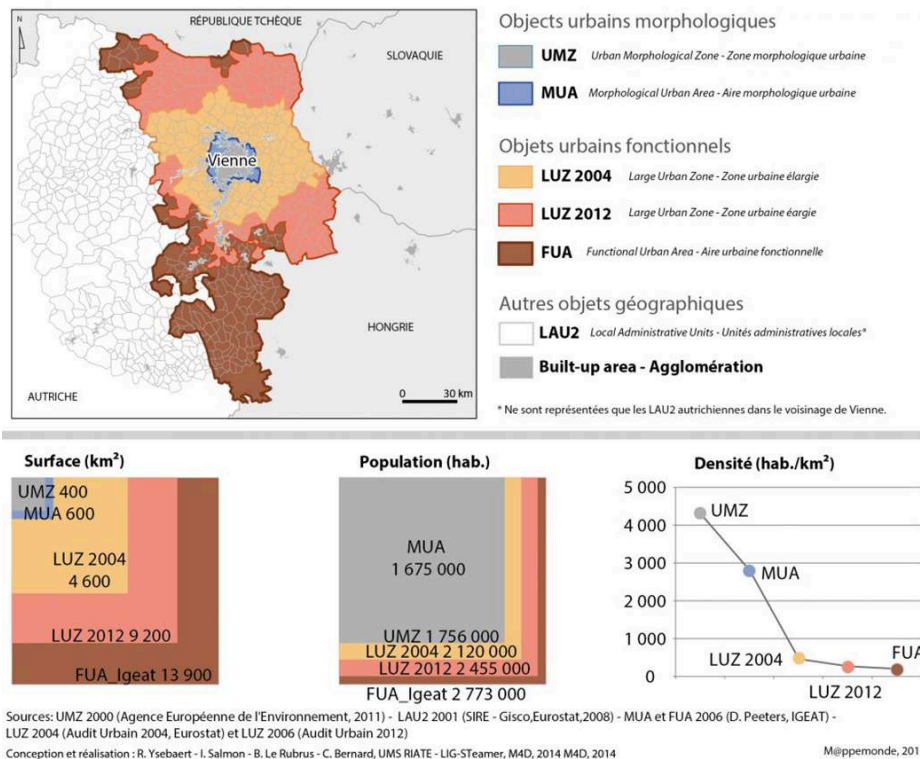 RÉPUBLIQUE TCHÈQUE
N
SLOVAQUIE
Vienne
HONGRIE
AUTRICHE
0 30 km
Objects urbains morphologiques
UMZ Urban Morphological Zone - Zone morphologique urbaine
MUA Morphological Urban Area - Aire morphologique urbaine
Objets urbains fonctionnels
LUZ 2004 Large Urban Zone - Zone urbaine élargie
LUZ 2012 Large Urban Zone - Zone urbaine éargie
FUA Functional Urban Area - Aire urbaine fonctionnelle
Autres objets géographiques
LAU2 Local Administrative Units - Unités administratives locales*
Built-up area - Agglomération
* Ne sont représentées que les LAU2 autrichiennes dans le voisinage de Vienne.
Surface (km²)
UMZ 400
MUA 600
LUZ 2004
4 600
LUZ 2012 9 200
FUA_Igeat 13 900
Population (hab.)
MUA
1 675 000
UMZ 1 756 000
LUZ 2004 2 120 000
LUZ 2012 2 455 000
FUA_Igeat 2 773 000
Densité (hab./km²)
5 000
4 000
3 000
2 000
1 000
0
UMZ
MUA
LUZ 2004
LUZ 2012
FUA
Sources: UMZ 2000 (Agence Européenne de l'Environnement, 2011) - LAU2 2001 (SIRE - Gisco,Eurostat,2008) - MUA et FUA 2006 (D. Peeters, IGEAT) -
LUZ 2004 (Audit Urbain 2004, Eurostat) et LUZ 2006 (Audit Urbain 2012)
Conception et réalisation : R. Ysebaert - I. Salmon - B. Le Rubrus - C. Bernard, UMS RIATE - LIG-STeamer, M4D, 2014 M4D, 2014
M@ppemonde, 201